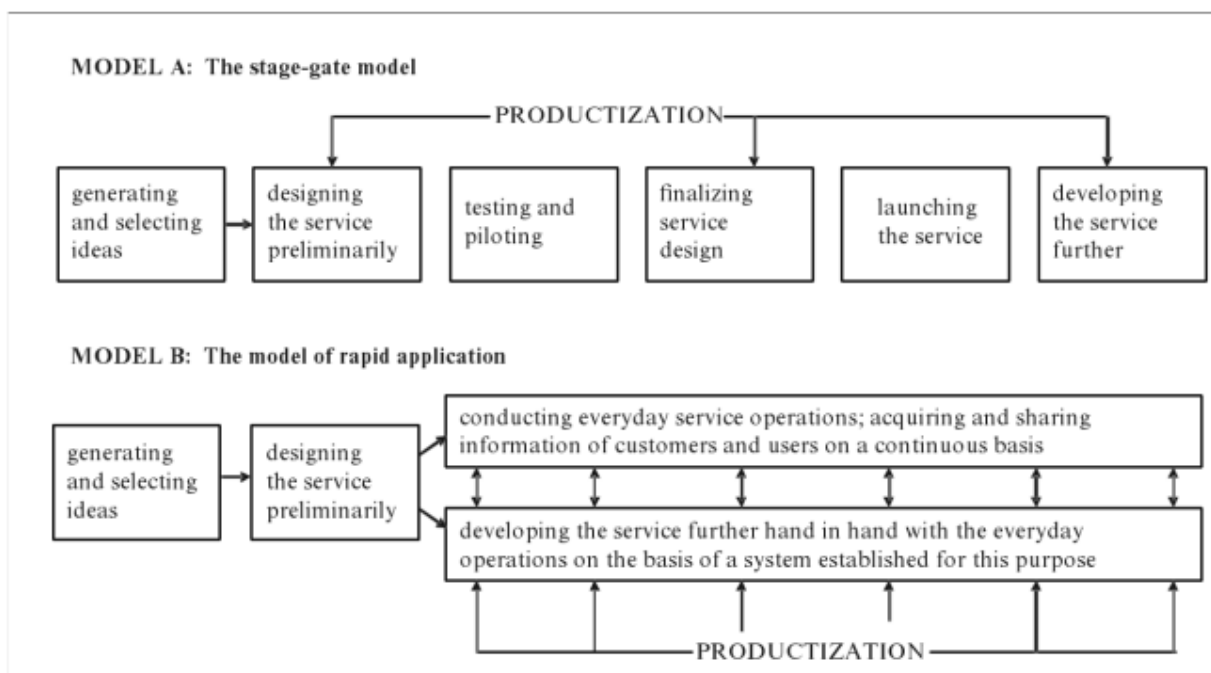 MODEL A: The stage-gate model
PRODUCTIZATION
generating
and selecting
ideas
designing
the service
preliminarily
testing and
piloting
finalizing
service
design
launching
the service
developing
the service
further
MODEL B: The model of rapid application
generating
and selecting
ideas
designing
the service
preliminarily
conducting everyday service operations; acquiring and sharing
information of customers and users on a continuous basis
developing the service further hand in hand with the everyday
operations on the basis of a system established for this purpose
PRODUCTIZATION